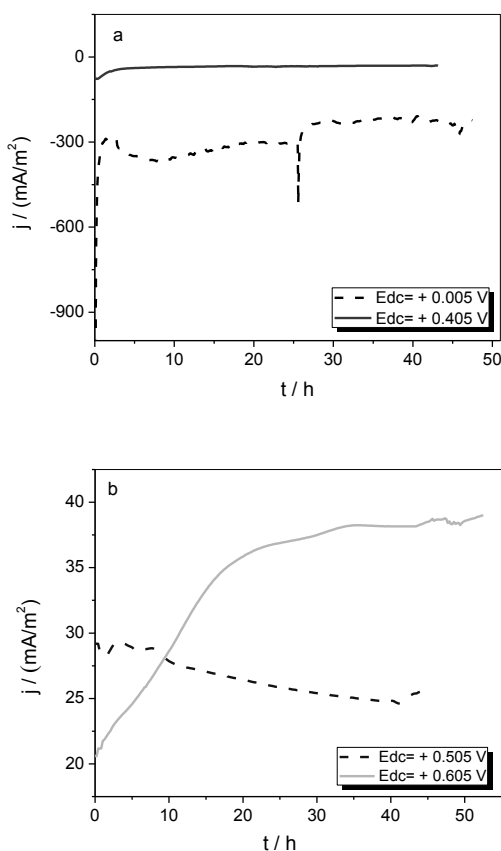 a
0
-300
-600
-900
j / (mA/m²)
Edc= + 0.005 V
Edc= + 0.405 V
0 10 20 30 40 50
t / h
b
40
35
30
25
20
j / (mA/m²)
Edc= + 0.505 V
Edc= + 0.605 V
0 10 20 30 40 50
t / h